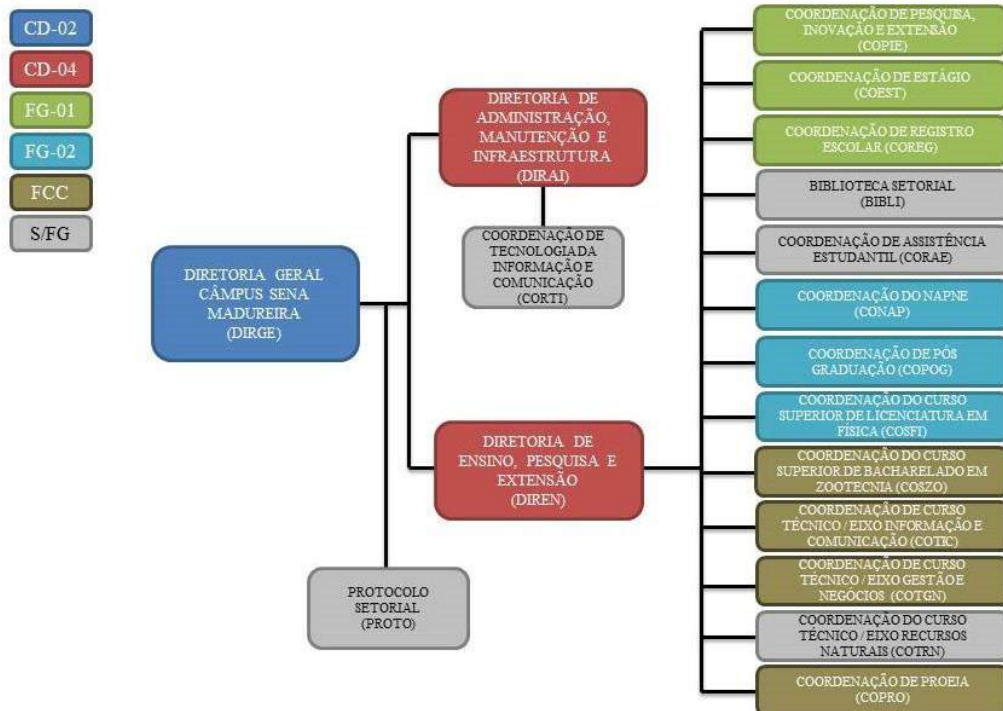 CD-02
CD-04
FG-01
FG-02
FCC
S/FG
DIRETORIA GERAL
CÂMPUS SENA
MADUREIRA
(DIRGE)
DIRETORIA DE
ADMINISTRAÇÃO,
MANUTENÇÃO E
INFRAESTRUTURA
(DIRAI)
COORDENAÇÃO DE
TECNOLOGIA DA
INFORMAÇÃO E
COMUNICAÇÃO
(CORTI)
DIRETORIA DE
ENSINO, PESQUISA E
EXTENSÃO
(DIREN)
PROTOCOLO
SETORIAL
(PROTO)
COORDENAÇÃO DE PESQUISA,
INOVAÇÃO E EXTENSÃO
(COPIE)
COORDENAÇÃO DE ESTÁGIO
(COEST)
COORDENAÇÃO DE REGISTRO
ESCOLAR (COREG)
BIBLIOTECA SETORIAL
(BIBLI)
COORDENAÇÃO DE ASSISTÊNCIA
ESTUDANTIL (CORAE)
COORDENAÇÃO DO NAPNE
(CONAP)
COORDENAÇÃO DE PÓS
GRADUAÇÃO (COPOG)
COORDENAÇÃO DO CURSO
SUPERIOR DE LICENCIATURA EM
FÍSICA (COSFI)
COORDENAÇÃO DO CURSO
SUPERIOR DE BACHARELADO EM
ZOOTECNIA (COSZO)
COORDENAÇÃO DE CURSO
TÉCNICO / EIXO INFORMAÇÃO E
COMUNICAÇÃO (COTIC)
COORDENAÇÃO DE CURSO
TÉCNICO / EIXO GESTÃO E
NEGÓCIOS (COTGN)
COORDENAÇÃO DO CURSO
TÉCNICO / EIXO RECURSOS
NATURAIS (COTRN)
COORDENAÇÃO DE PROEJA
(COPRO)